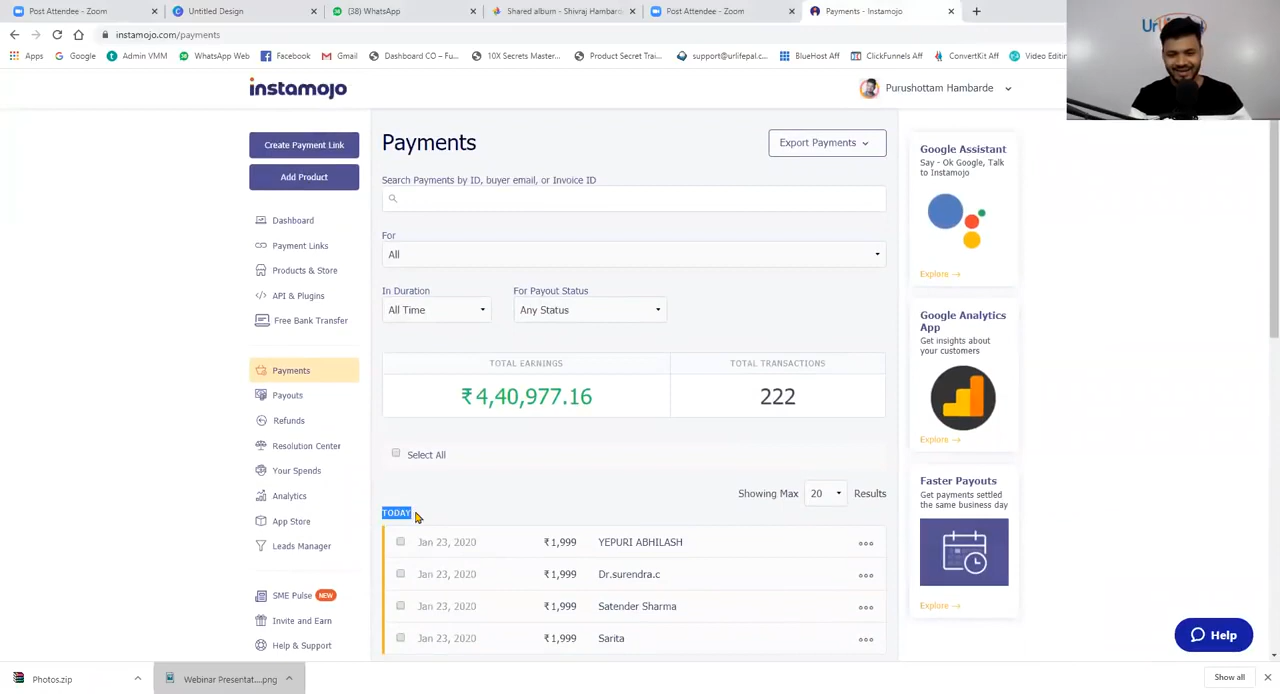 Post Attendee - Zoom
Untitled Design
(38) WhatsApp
Shared album - Shivraj Hambard
Post Attendee - Zoom
Payments - Instamojo
instamojo.com/payments
Apps
Google
Admin VMM
WhatsApp Web
Facebook
Gmail
Dashboard CO – Fu...
10X Secrets Master...
Product Secret Trai...
support@urlifepal.c...
BlueHost Aff
ClickFunnels Aff
ConvertKit Aff
Video Editin
instamojo
Purushottam Hambarde
Create Payment Link
Add Product
Dashboard
Payment Links
Products & Store
API & Plugins
Free Bank Transfer
Payments
Payouts
Refunds
Resolution Center
Your Spends
Analytics
App Store
Leads Manager
SME Pulse NEW
Invite and Earn
Help & Support
Payments
Export Payments
Search Payments by ID, buyer email, or Invoice ID
For
All
In Duration
For Payout Status
All Time
Any Status
TOTAL EARNINGS
TOTAL TRANSACTIONS
₹ 4,40,977.16
222
Select All
Showing Max 20 Results
TODAY
Jan 23, 2020 ₹ 1,999 YEPURI ABHILASH
Jan 23, 2020 ₹ 1,999 Dr.surendra.c
Jan 23, 2020 ₹ 1,999 Satender Sharma
Jan 23, 2020 ₹ 1,999 Sarita
Google Assistant
Say - Ok Google, Talk
to Instamojo
Explore →
Google Analytics
App
Get insights about
your customers
Explore →
Faster Payouts
Get payments settled
the same business day
Explore →
Help
Photos.zip
Webinar Presentat....png
Show all